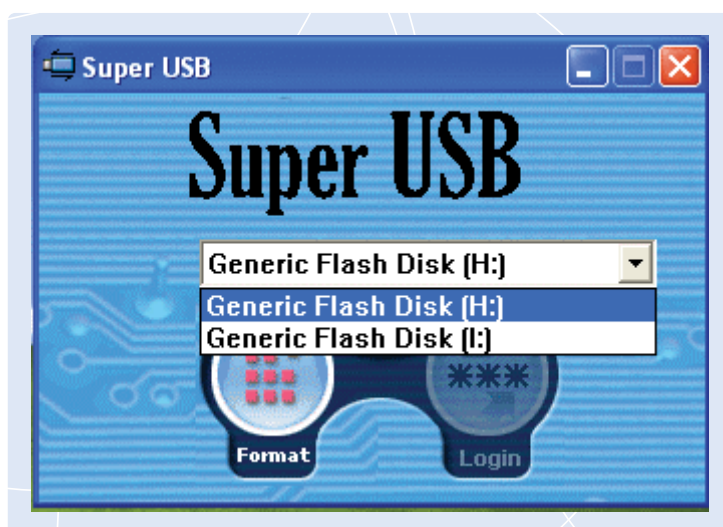 Super USB
Super USB
Generic Flash Disk (H:)
Generic Flash Disk (H:)
Generic Flash Disk (I:)
***
Format
Login